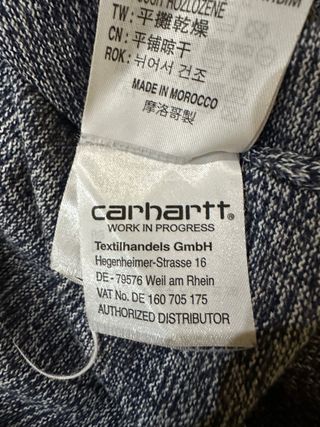 TW : 平攤乾燥
CN : 平铺晾干
ROK : 뉘어서 건조
MADE IN MOROCCO
摩洛哥製
carhartt®
WORK IN PROGRESS
Textilhandels GmbH
Hegenheimer-Strasse 16
DE - 79576 Weil am Rhein
VAT No. DE 160 705 175
AUTHORIZED DISTRIBUTOR